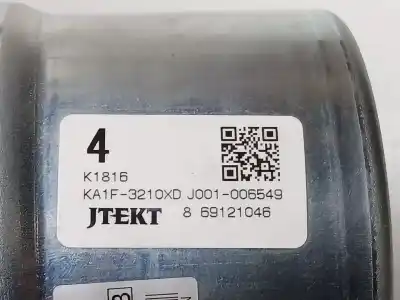 4
K1816
KA1F-3210XD J001-006549
JTEKT 8 69121046